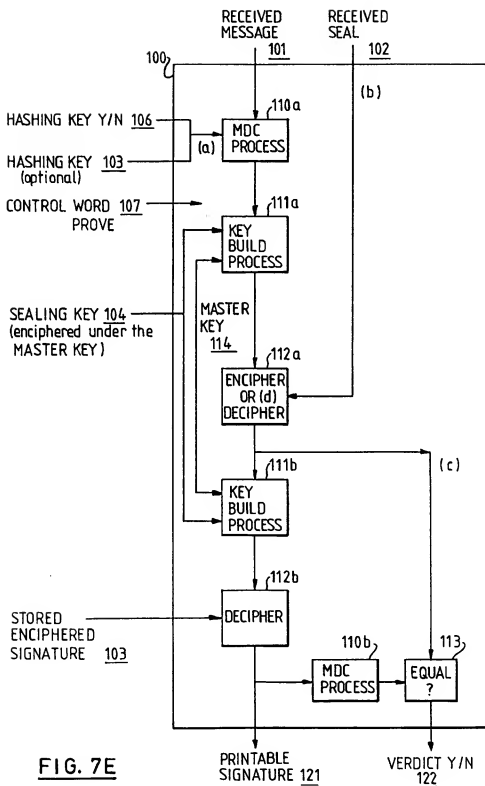 RECEIVED
MESSAGE
101
RECEIVED
SEAL
102
100
(b)
HASHING KEY Y/N 106
(a)
HASHING KEY 103
(optional)
110a
MDC
PROCESS
CONTROL WORD 107
PROVE
111a
KEY
BUILD
PROCESS
SEALING KEY 104
(enciphered under the
MASTER KEY)
MASTER
KEY
114
112a
ENCIPHER
OR (d)
DECIPHER
111b
(c)
KEY
BUILD
PROCESS
112b
DECIPHER
STORED
ENCIPHERED
SIGNATURE 103
110b
MDC
PROCESS
113
EQUAL
?
FIG. 7E
PRINTABLE
SIGNATURE 121
VERDICT Y/N
122